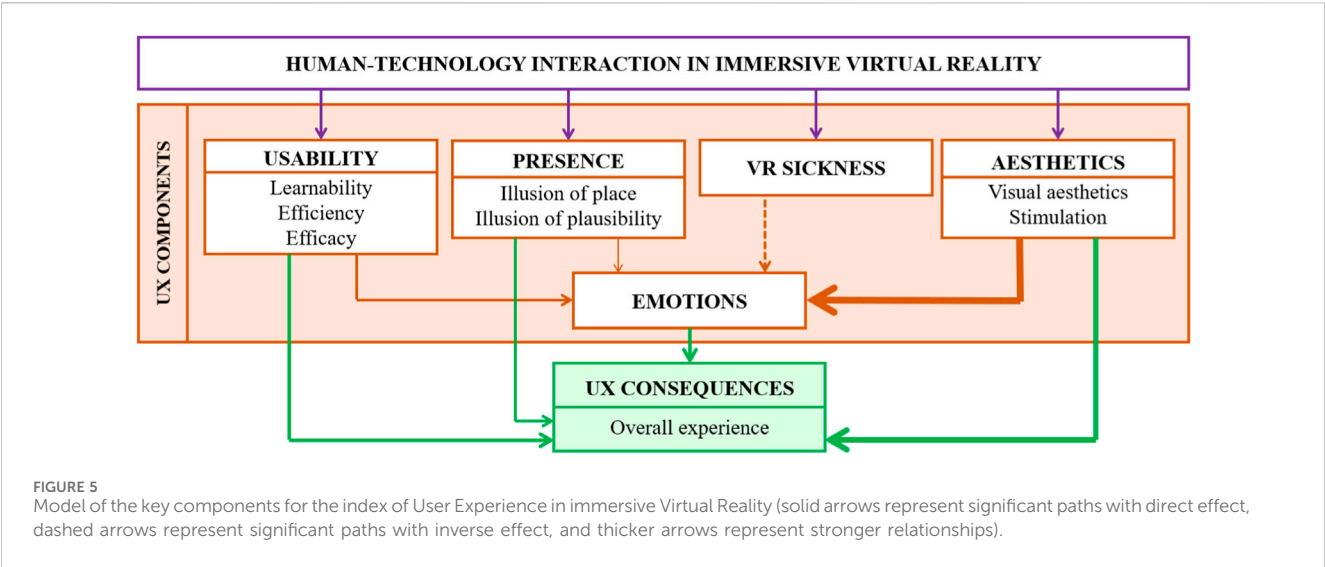 HUMAN-TECHNOLOGY INTERACTION IN IMMERSIVE VIRTUAL REALITY
UX COMPONENTS
USABILITY
Learnability
Efficiency
Efficacy
PRESENCE
Illusion of place
Illusion of plausibility
VR SICKNESS
AESTHETICS
Visual aesthetics
Stimulation
EMOTIONS
UX CONSEQUENCES
Overall experience
FIGURE 5
Model of the key components for the index of User Experience in immersive Virtual Reality (solid arrows represent significant paths with direct effect,
dashed arrows represent significant paths with inverse effect, and thicker arrows represent stronger relationships).